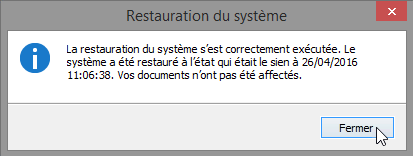 Restauration du système
La restauration du système s'est correctement exécutée. Le
système a été restauré à l'état qui était le sien à 26/04/2016
11:06:38. Vos documents n'ont pas été affectés.
Fermer